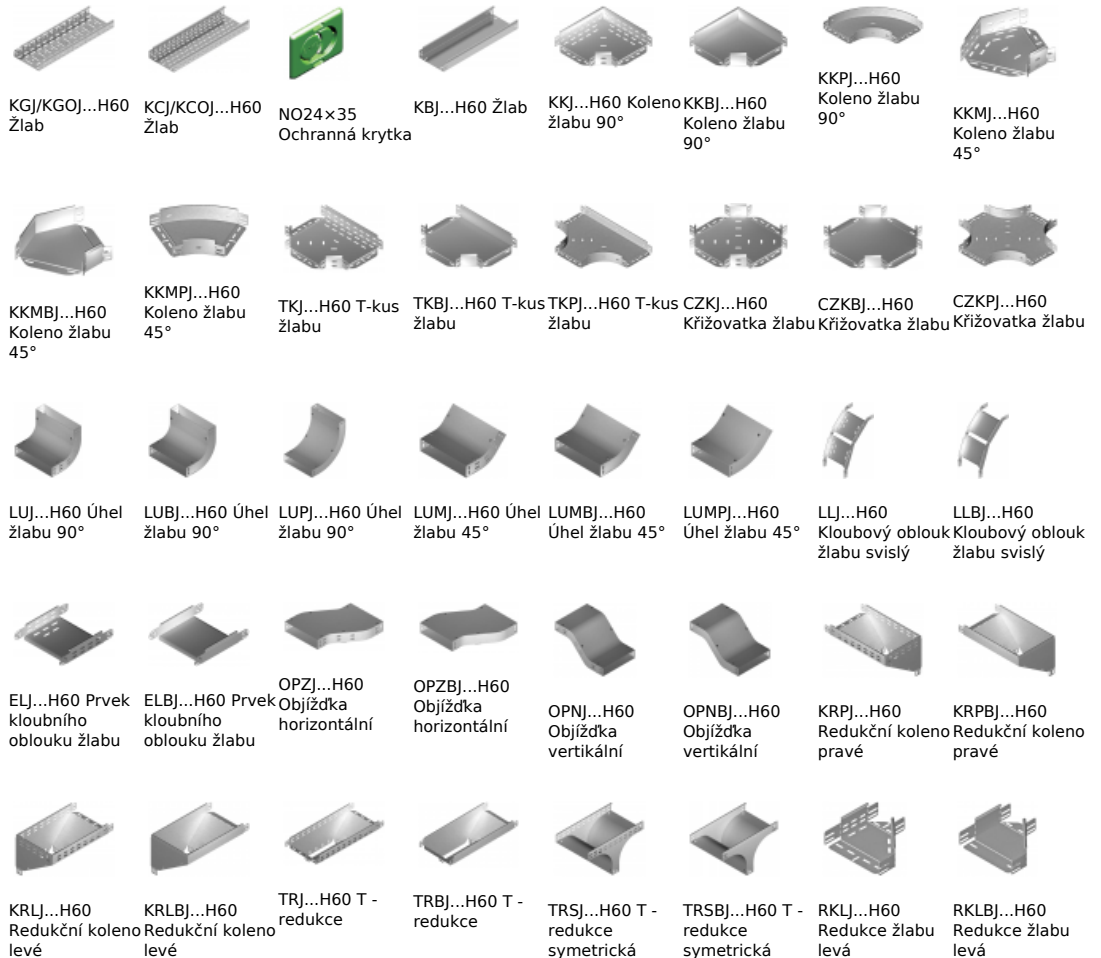 KGJ/KGOJ...H60
Žlab
KCJ/KCOJ...H60
Žlab
NO24×35
Ochranná krytka
KBJ...H60 Žlab
KKJ...H60 Koleno
žlabu 90°
KKBJ...H60
Koleno žlabu
90°
KKPJ...H60
Koleno žlabu
90°
KKMJ...H60
Koleno žlabu
45°
KKMBJ...H60
Koleno žlabu
45°
KKMPJ...H60
Koleno žlabu
45°
TKJ...H60 T-kus
žlabu
TKBJ...H60 T-kus
žlabu
TKPJ...H60 T-kus
žlabu
CZKJ...H60
Křižovatka žlabu
CZKBJ...H60
Křižovatka žlabu
CZKPJ...H60
Křižovatka žlabu
LUJ...H60 Úhel
žlabu 90°
LUBJ...H60 Úhel
žlabu 90°
LUPJ...H60 Úhel
žlabu 90°
LUMJ...H60 Úhel
žlabu 45°
LUMBJ...H60
Úhel žlabu 45°
LUMPJ...H60
Úhel žlabu 45°
LLJ...H60
Kloubový oblouk
žlabu svislý
LLBJ...H60
Kloubový oblouk
žlabu svislý
ELJ...H60 Prvek
kloubního
oblouku žlabu
ELBJ...H60 Prvek
kloubního
oblouku žlabu
OPZJ...H60
Objížďka
horizontální
OPZBJ...H60
Objížďka
horizontální
OPNJ...H60
Objížďka
vertikální
OPNBJ...H60
Objížďka
vertikální
KRPJ...H60
Redukční koleno
pravé
KRPBJ...H60
Redukční koleno
pravé
KRLJ...H60
Redukční koleno
levé
KRLBJ...H60
Redukční koleno
levé
TRJ...H60 T -
redukce
TRBJ...H60 T -
redukce
TRSJ...H60 T -
redukce
symetrická
TRSBJ...H60 T -
redukce
symetrická
RKLJ...H60
Redukce žlabu
levá
RKLBJ...H60
Redukce žlabu
levá